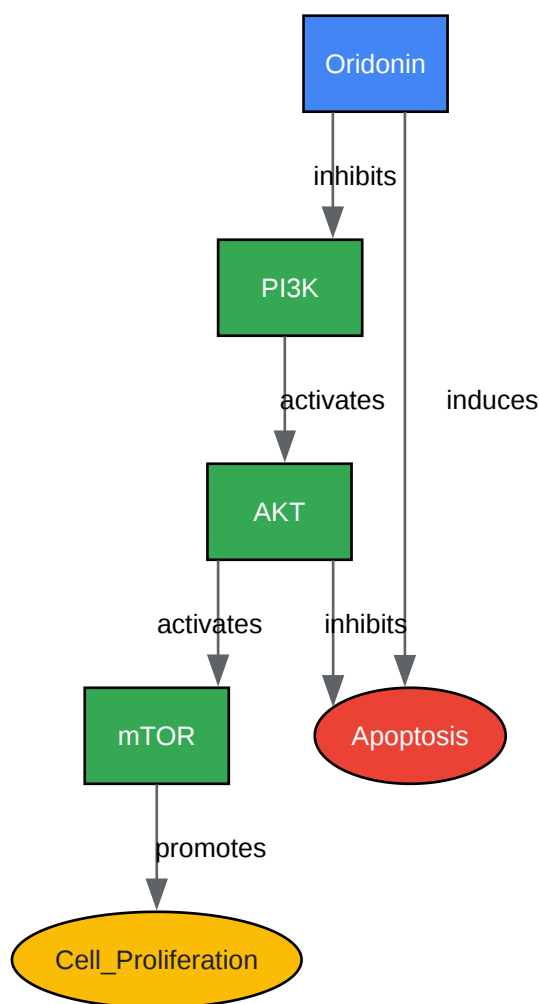 Oridonin
inhibits
PI3K
activates
induces
AKT
activates
inhibits
mTOR
Apoptosis
promotes
Cell_Proliferation